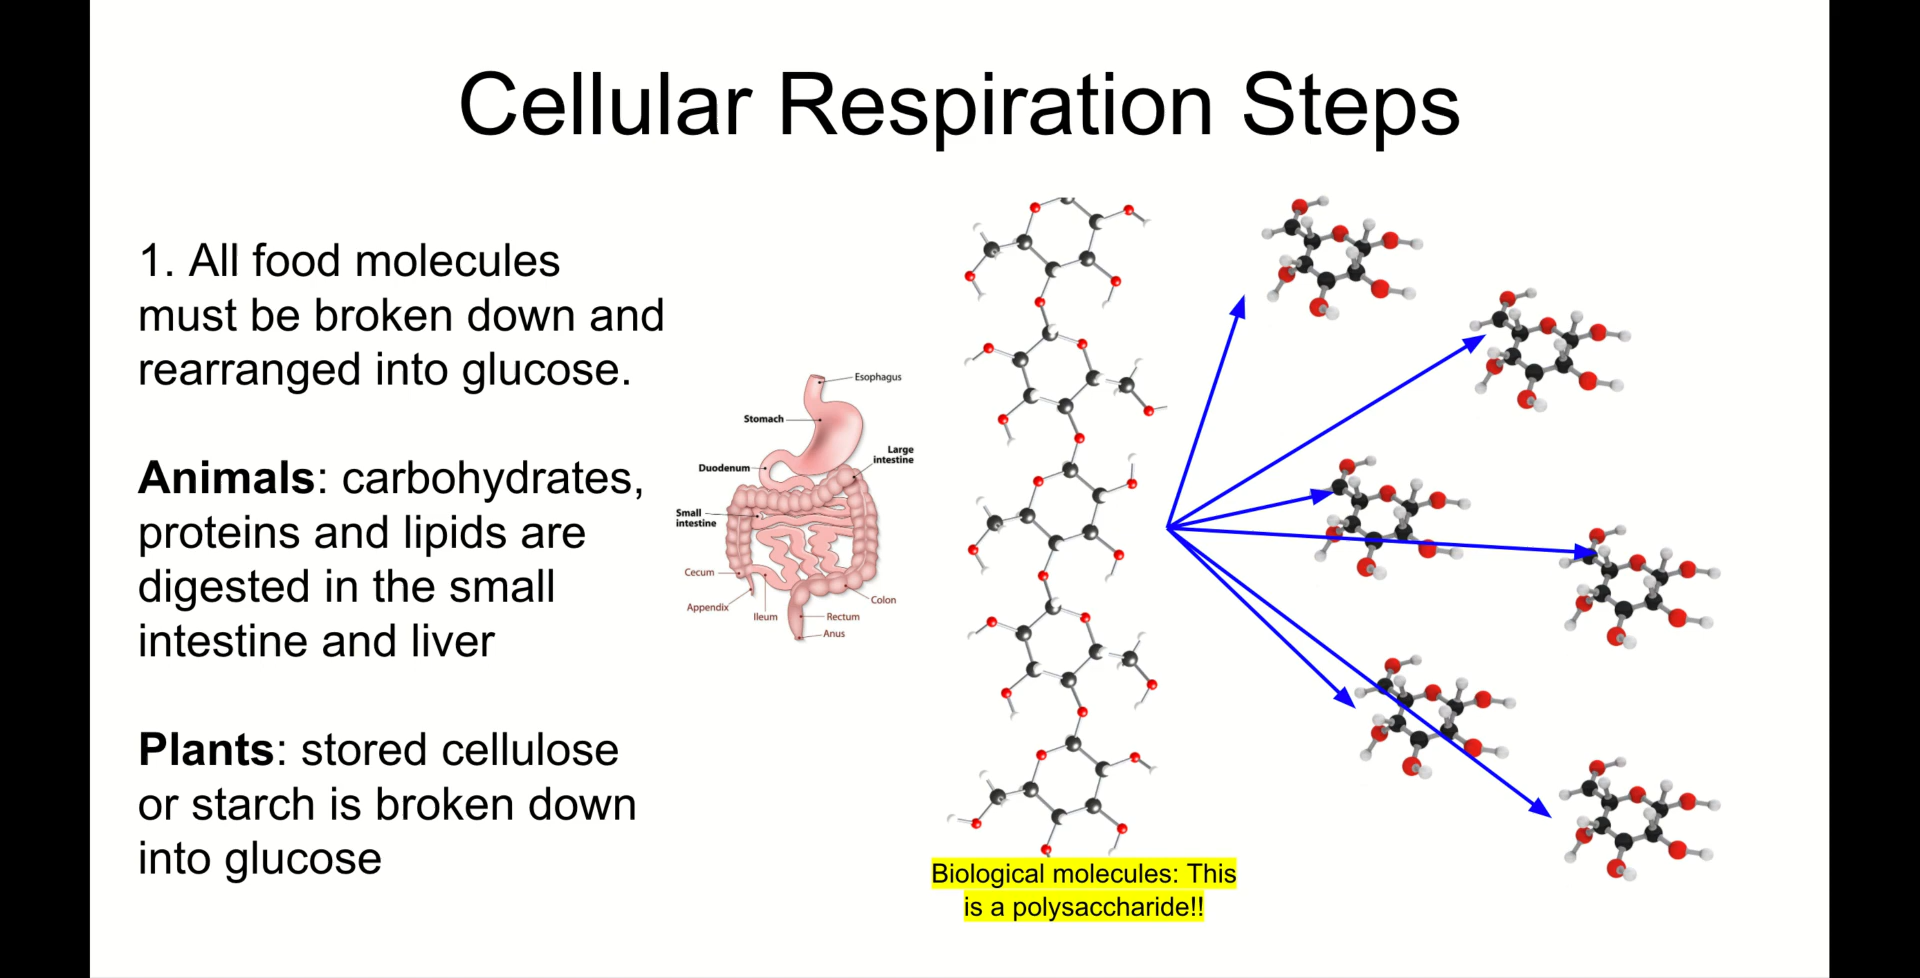 Cellular Respiration Steps
1. All food molecules
must be broken down and
rearranged into glucose.
Animals: carbohydrates,
proteins and lipids are
digested in the small
intestine and liver
Plants: stored cellulose
or starch is broken down
into glucose
Esophagus
Stomach
Large
intestine
Duodenum
Small
intestine
Cecum
Appendix
Ileum
Colon
Rectum
Anus
Biological molecules: This
is a polysaccharide!!